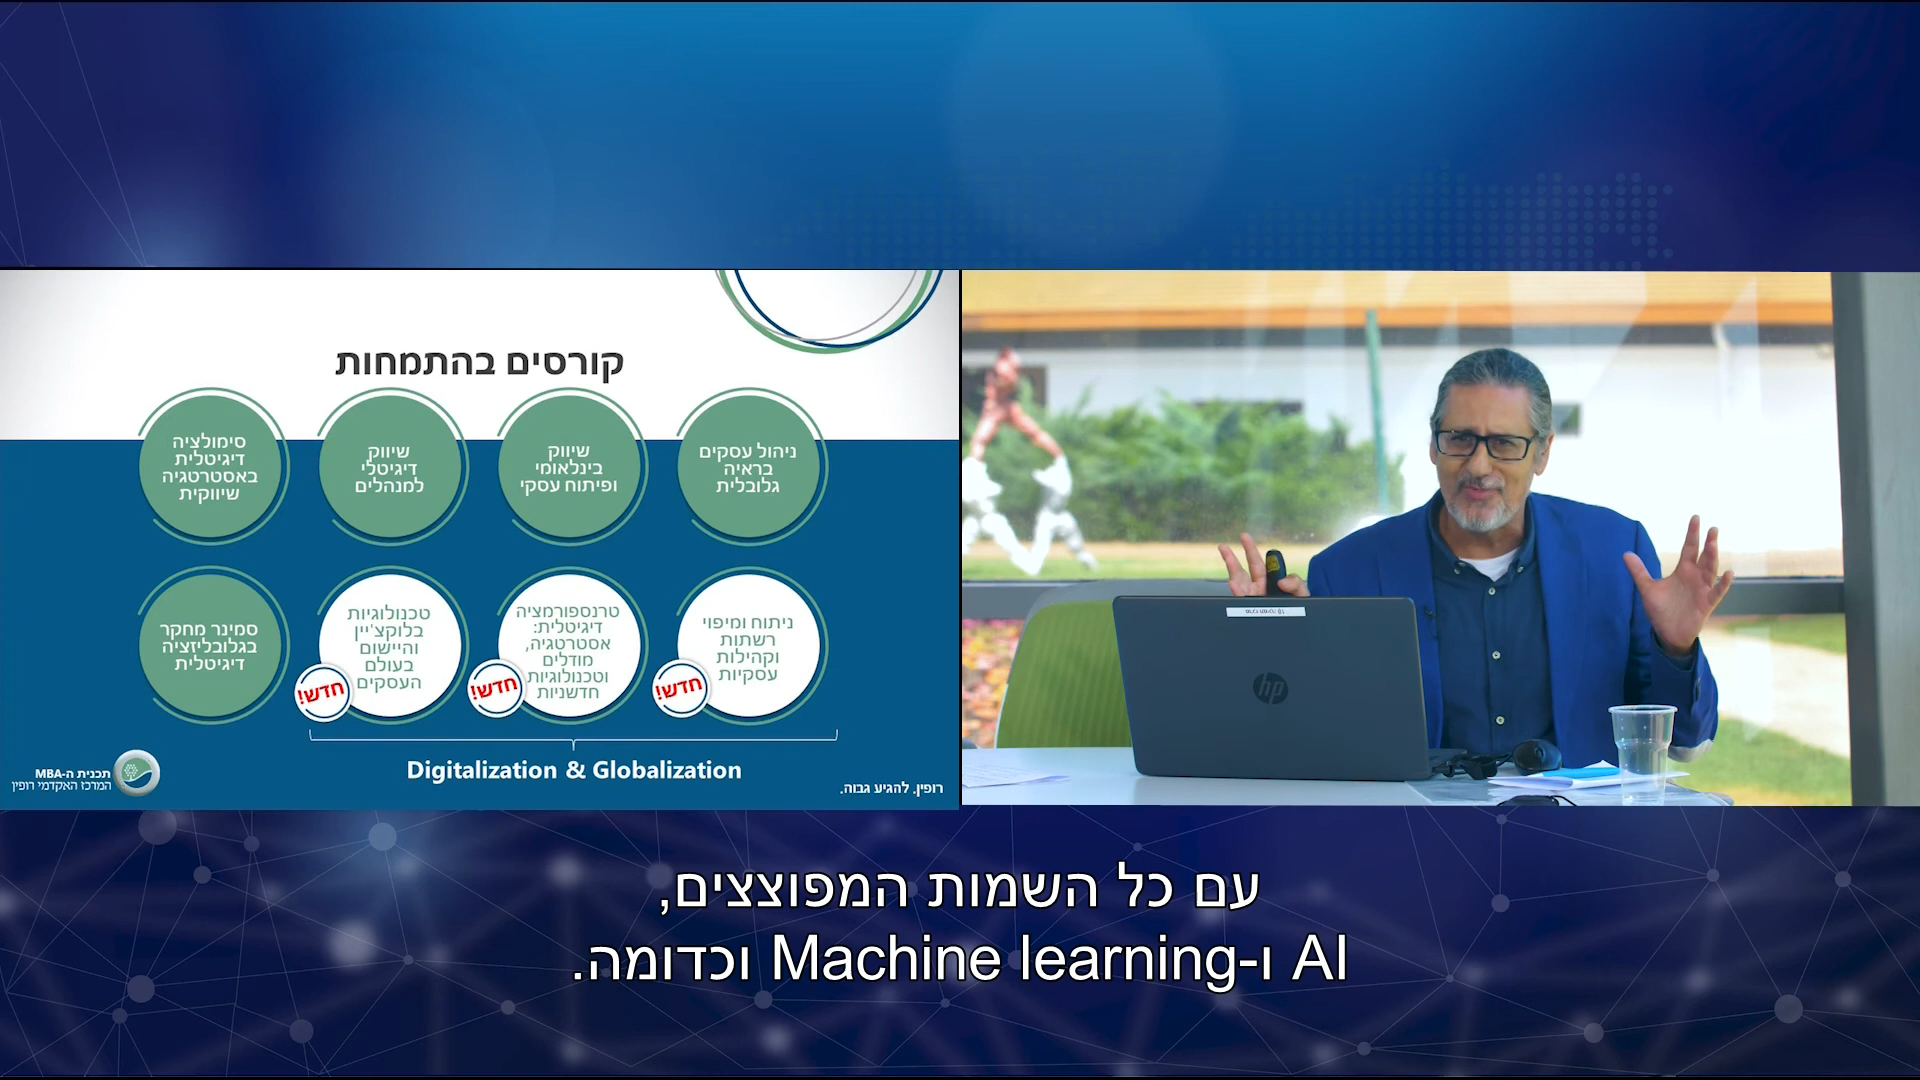 קורסים בהתמחות
ניהול עסקים
בראיה
גלובלית
שיווק
בינלאומי
ופיתוח עסקי
שיווק
דיגיטלי
למנהלים
סימולציה
דיגיטלית
באסטרטגיה
שיווקית
ניתוח ומיפוי
רשתות
וקהילות
עסקיות
חדש!
טרנספורמציה
דיגיטלית:
אסטרטגיה,
מודלים
וטכנולוגיות
חדשניות
חדש!
טכנולוגיות
בלוקצ'יין
והיישום
בעולם
העסקים
חדש!
סמינר מחקר
בגלובליזציה
דיגיטלית
Digitalization & Globalization
רופין. להגיע גבוה.
תכנית ה-MBA
המרכז האקדמי רופין
hp
עם כל השמות המפוצצים,
AI ו-Machine learning וכדומה.